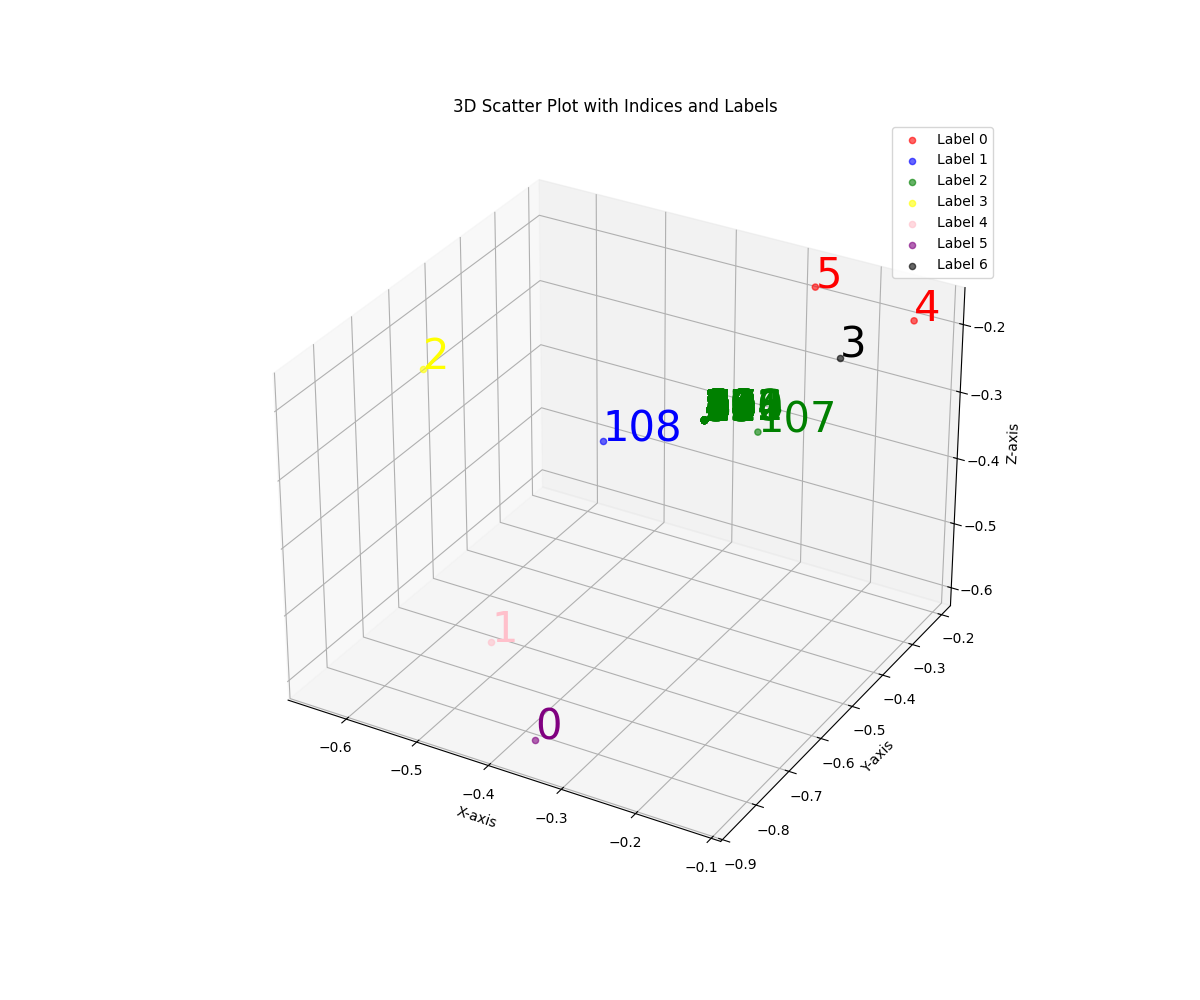 3D Scatter Plot with Indices and Labels
Label 0
Label 1
Label 2
Label 3
Label 4
Label 5
Label 6
5
4
3
2
107
108
1
0
−0.2
−0.3
−0.4
−0.5
−0.6
Z-axis
−0.2
−0.3
−0.4
−0.5
−0.6
−0.7
−0.8
−0.9
Y-axis
−0.6
−0.5
−0.4
−0.3
−0.2
−0.1
X-axis